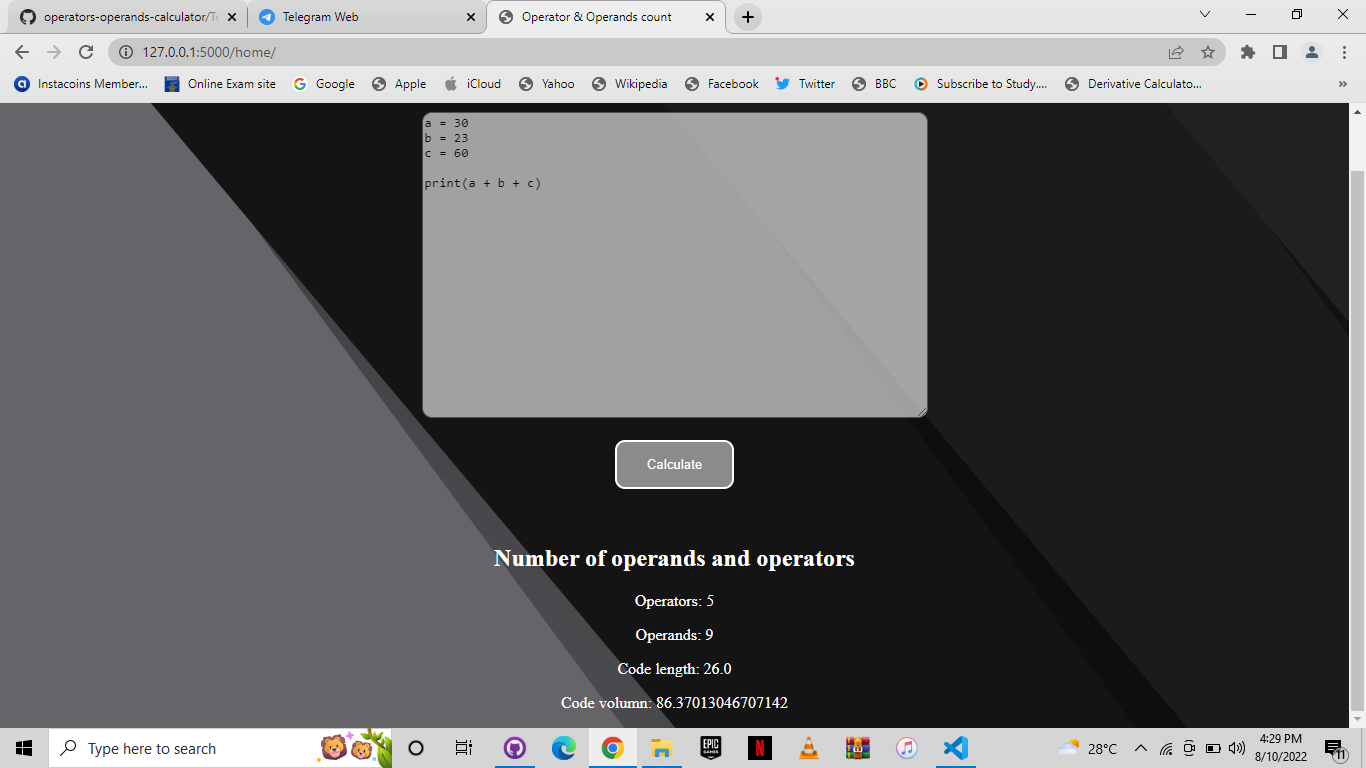 operators-operands-calculator/Te
Telegram Web
Operator & Operands count
127.0.0.1:5000/home/
Instacoins Member...
Online Exam site
Google
Apple
iCloud
Yahoo
Wikipedia
Facebook
Twitter
BBC
Subscribe to Study....
Derivative Calculato...
a = 30
b = 23
c = 60
print(a + b + c)
Calculate
Number of operands and operators
Operators: 5
Operands: 9
Code length: 26.0
Code volumn: 86.37013046707142
Type here to search
EPIC GAMES
N
28°C
4:29 PM
8/10/2022
11